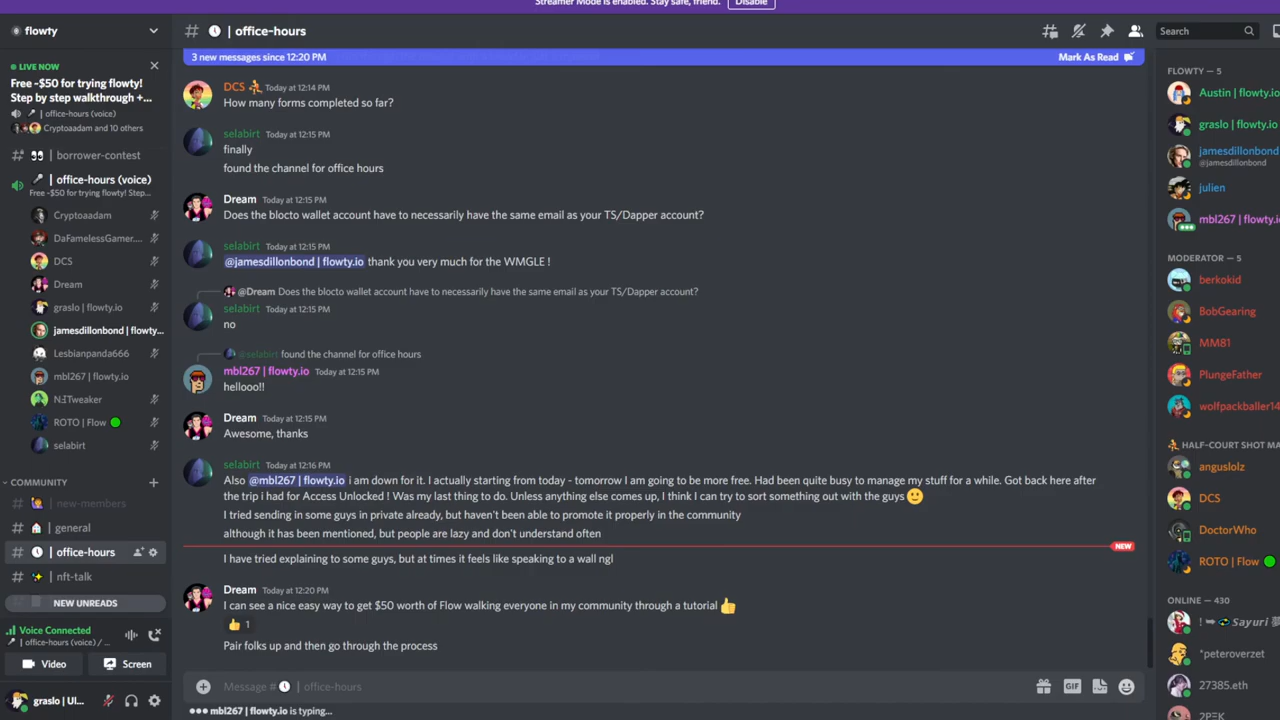 Streamer Mode is enabled. Stay safe, friend. Disable
flowty
LIVE NOW
Free ~$50 for trying flowty!
Step by step walkthrough +...
office-hours (voice)
Cryptoaadam and 10 others
borrower-contest
office-hours (voice)
Free ~$50 for trying flowty! Step...
Cryptoaadam
DaFamelessGamer...
DCS
Dream
graslo | flowty.io
jamesdillonbond | flowty...
Lesbianpanda666
mbl267 | flowty.io
NiTweaker
ROTO | Flow
selabirt
COMMUNITY
new-members
general
office-hours
nft-talk
NEW UNREADS
Voice Connected
office-hours (voice) / ...
Video
Screen
graslo | Ul...
# | office-hours
Search
3 new messages since 12:20 PM
Mark As Read
DCS Today at 12:14 PM
How many forms completed so far?
selabirt Today at 12:15 PM
finally
found the channel for office hours
Dream Today at 12:15 PM
Does the blocto wallet account have to necessarily have the same email as your TS/Dapper account?
selabirt Today at 12:15 PM
@jamesdillonbond | flowty.io thank you very much for the WMGLE !
@Dream Does the blocto wallet account have to necessarily have the same email as your TS/Dapper account?
selabirt Today at 12:15 PM
no
@selabirt found the channel for office hours
mbl267 | flowty.io Today at 12:15 PM
hellooo!!
Dream Today at 12:15 PM
Awesome, thanks
selabirt Today at 12:16 PM
Also @mbl267 | flowty.io i am down for it. I actually starting from today - tomorrow I am going to be more free. Had been quite busy to manage my stuff for a while. Got back here after
the trip i had for Access Unlocked ! Was my last thing to do. Unless anything else comes up, I think I can try to sort something out with the guys
I tried sending in some guys in private already, but haven't been able to promote it properly in the community
although it has been mentioned, but people are lazy and don't understand often
NEW
I have tried explaining to some guys, but at times it feels like speaking to a wall ngl
Dream Today at 12:20 PM
I can see a nice easy way to get $50 worth of Flow walking everyone in my community through a tutorial
1
Pair folks up and then go through the process
Message # | office-hours
GIF
mbl267 | flowty.io is typing...
FLOWTY — 5
Austin | flowty.io
graslo | flowty.io
jamesdillonbond
@jamesdillonbond
julien
mbl267 | flowty.io
MODERATOR — 5
berkokid
BobGearing
MM81
PlungeFather
wolfpackballer14
HALF-COURT SHOT MA
anguslolz
DCS
DoctorWho
ROTO | Flow
ONLINE — 430
Sayuri
*peteroverzet
27385.eth